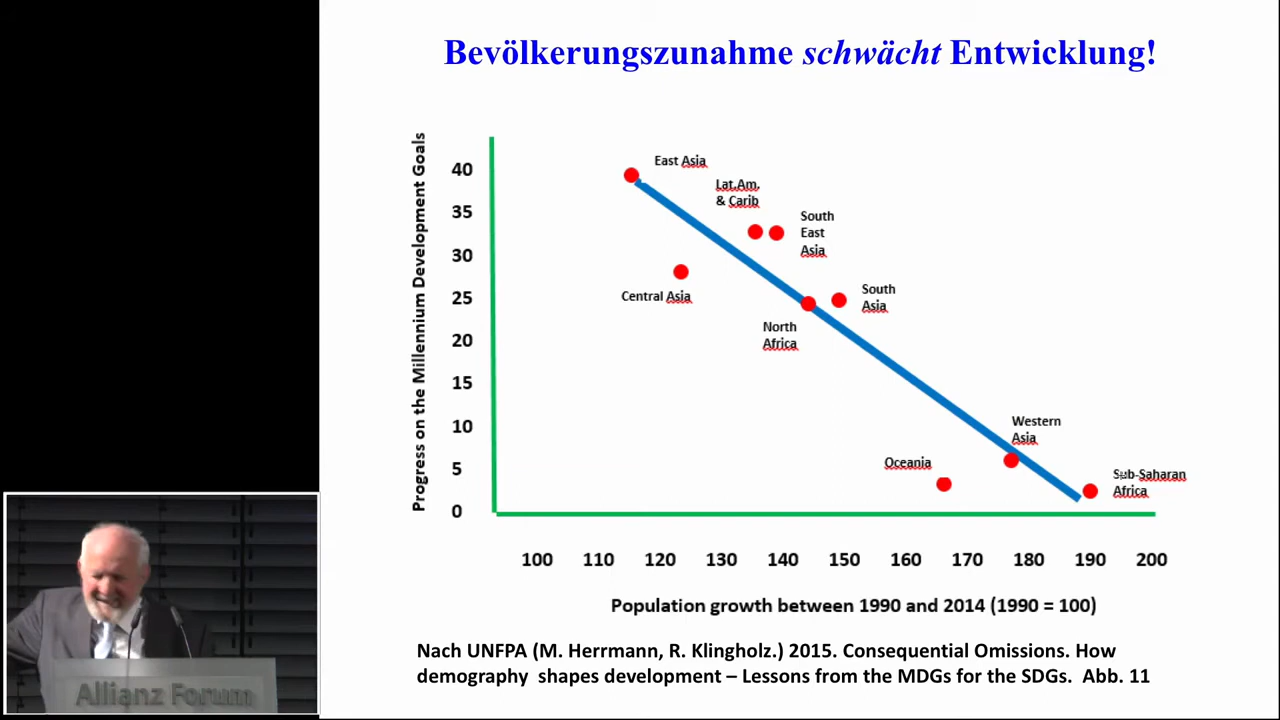 Bevölkerungszunahme schwächt Entwicklung!
Progress on the Millennium Development Goals
40
35
30
25
20
15
10
5
0
East Asia
Lat.Am.
& Carib
South
East
Asia
Central Asia
South
Asia
North
Africa
Western
Asia
Oceania
Sub-Saharan
Africa
100 110 120 130 140 150 160 170 180 190 200
Population growth between 1990 and 2014 (1990 = 100)
Nach UNFPA (M. Herrmann, R. Klingholz.) 2015. Consequential Omissions. How
demography shapes development – Lessons from the MDGs for the SDGs. Abb. 11
Allianz Forum